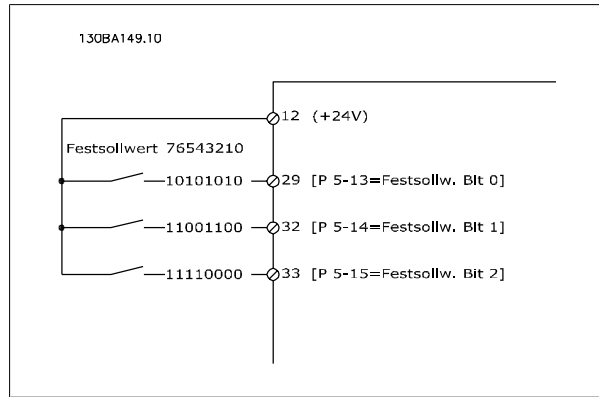 130BA149.10
12 (+24V)
Festsollwert 76543210
10101010 29 [P 5-13=Festsollw. Bit 0]
11001100 32 [P 5-14=Festsollw. Bit 1]
11110000 33 [P 5-15=Festsollw. Bit 2]